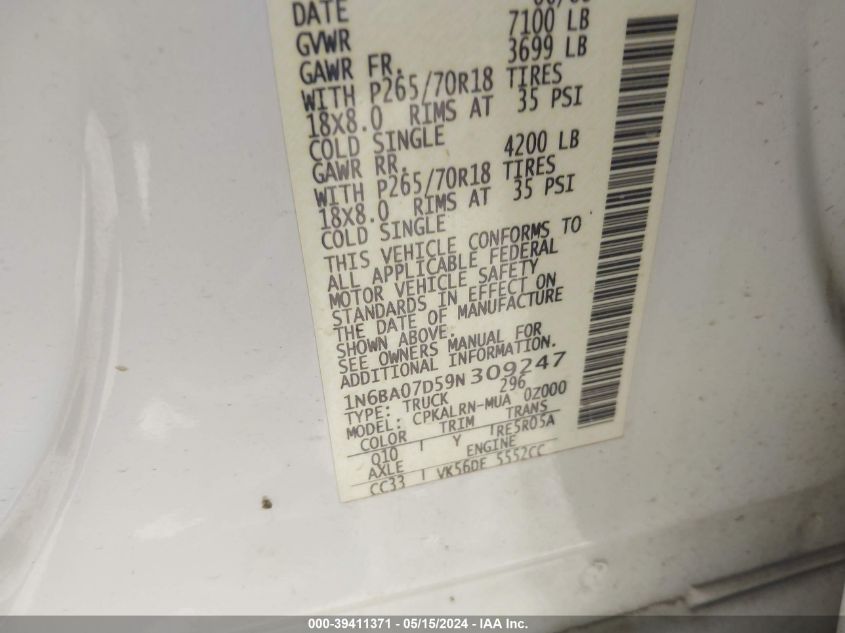 DATE
GVWR 7100 LB
GAWR FR. 3699 LB
WITH P265/70R18 TIRES
18X8.0 RIMS AT 35 PSI
COLD SINGLE
GAWR RR. 4200 LB
WITH P265/70R18 TIRES
18X8.0 RIMS AT 35 PSI
COLD SINGLE
THIS VEHICLE CONFORMS TO
ALL APPLICABLE FEDERAL
MOTOR VEHICLE SAFETY
STANDARDS IN EFFECT ON
THE DATE OF MANUFACTURE
SHOWN ABOVE.
SEE OWNERS MANUAL FOR
ADDITIONAL INFORMATION.
1N6BA07D59N309247
TYPE: TRUCK 296
MODEL: CPKALRN-MUA 0Z000
COLOR TRIM TRANS
Q10 Y TRE5R05A
AXLE ENGINE
CC33 VK56DE 5552CC
000-39411371 - 05/15/2024 - IAA Inc.